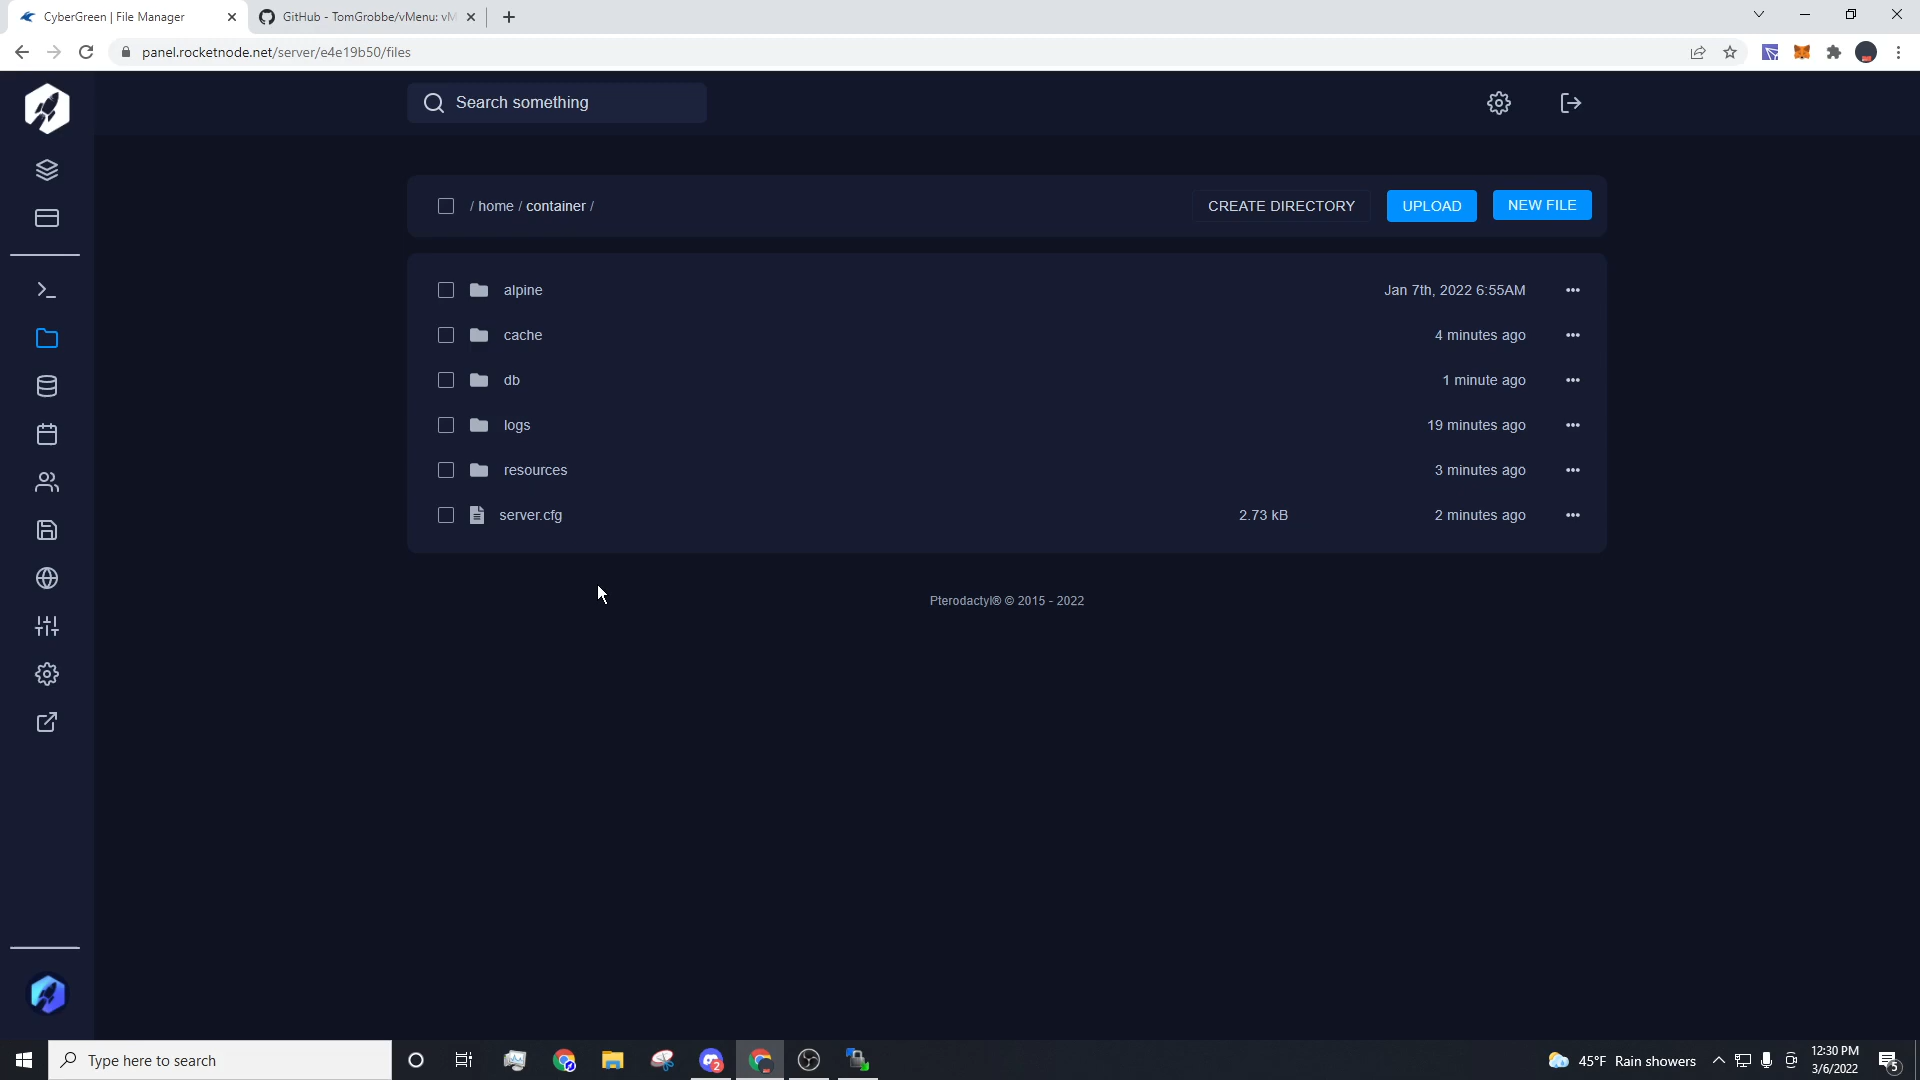 CyberGreen | File Manager
GitHub - TomGrobbe/vMenu: vM
panel.rocketnode.net/server/e4e19b50/files
Search something
/ home / container /
CREATE DIRECTORY
UPLOAD
NEW FILE
alpine
Jan 7th, 2022 6:55AM
cache
4 minutes ago
db
1 minute ago
logs
19 minutes ago
resources
3 minutes ago
server.cfg
2.73 kB
2 minutes ago
Pterodactyl® © 2015 - 2022
Type here to search
2
45°F Rain showers
12:30 PM
3/6/2022
5